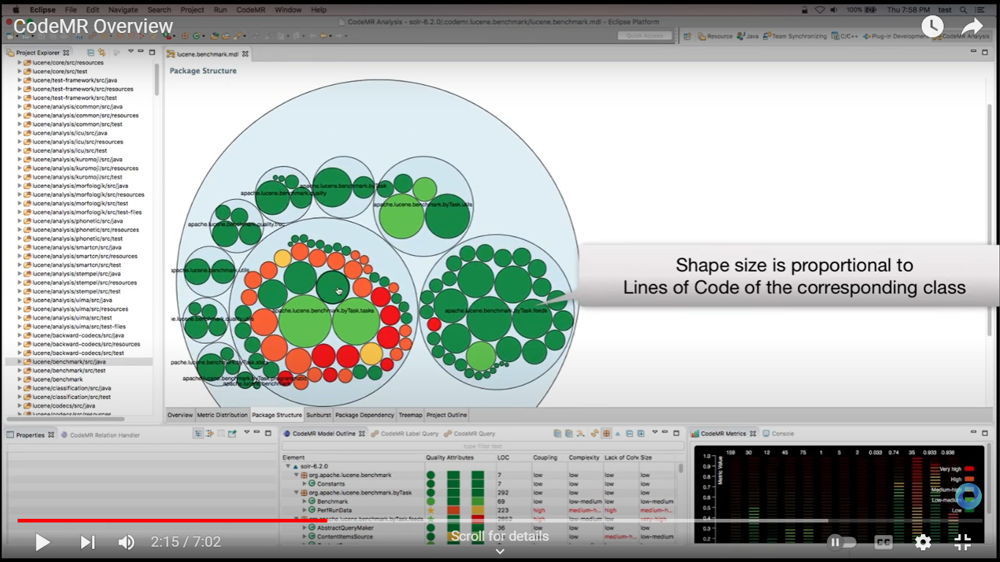 Eclipse File Edit Navigate Search Project Run CodeMR Window Help
100% Thu 7:58 PM test
CodeMR Overview
CodeMR Analysis - solr-6.2.0/.codemr.lucene.benchmark/lucene.benchmark.mdl - Eclipse Platform
Quick Access
Resource Java Team Synchronizing C/C++ Plug-in Development CodeMR Analysis
Project Explorer
lucene/core/src/resources
lucene/core/src/test
lucene/test-framework/src/java
lucene/test-framework/src/resources
lucene/test-framework/src/test
lucene/analysis/common/src/java
lucene/analysis/common/src/resources
lucene/analysis/common/src/test
lucene/analysis/icu/src/java
lucene/analysis/icu/src/resources
lucene/analysis/icu/src/test
lucene/analysis/kuromoji/src/java
lucene/analysis/kuromoji/src/resources
lucene/analysis/kuromoji/src/test
lucene/analysis/morfologik/src/java
lucene/analysis/morfologik/src/resources
lucene/analysis/morfologik/src/test
lucene/analysis/morfologik/src/test-files
lucene/analysis/phonetic/src/java
lucene/analysis/phonetic/src/resources
lucene/analysis/phonetic/src/test
lucene/analysis/smartcn/src/java
lucene/analysis/smartcn/src/resources
lucene/analysis/smartcn/src/test
lucene/analysis/stempel/src/java
lucene/analysis/stempel/src/resources
lucene/analysis/stempel/src/test
lucene/analysis/uima/src/java
lucene/analysis/uima/src/resources
lucene/analysis/uima/src/test
lucene/analysis/uima/src/test-files
lucene/backward-codecs/src/java
lucene/backward-codecs/src/resources
lucene/backward-codecs/src/test
lucene/benchmark/src/java
lucene/benchmark/src/test
lucene/benchmark
lucene/classification/src/java
lucene/classification/src/test
lucene/codecs/src/java
lucene/codecs/src/resources
lucene.benchmark.mdl
Package Structure
apache.lucene.benchmark.byTask
apache.lucene.benchmark.quality
apache.lucene.benchmark.byTask.utils
apache.lucene.benchmark.quality.trec
apache.lucene.benchmark.utils
apache.lucene.benchmark.byTask.tasks
apache.lucene.benchmark.byTask.feeds
ne.benchmark.quality.utils
pache.lucene.benchmark.byTask.stats
apache.lucene.benchmark.byTask.programmatic
apache.lucene.benchmark
Shape size is proportional to
Lines of Code of the corresponding class
Overview Metric Distribution Package Structure Sunburst Package Dependency Treemap Project Outline
Properties CodeMR Relation Handler
CodeMR Model Outline CodeMR Label Query CodeMR Query
type filter text
Element Quality Attributes LOC Coupling Complexity Lack of Coh Size
solr-6.2.0
org.apache.lucene.benchmark 7 low low low low
Constants 7 low low low low
org.apache.lucene.benchmark.byTask 292 low low low low
Benchmark 69 low low-medium low low-medium
PerfRunData 223 high medium-h... high medium-h...
org.apache.lucene.benchmark.byTask.feeds 2852 low low low very-high
AbstractQueryMaker 36 low low low low
ContentItemsSource low medium-h...
CodeMR Metrics Console
159 30 12 45 75 1 5 2 0.033 0.74 35 0.933 0.936
Metric Value
1.0
0.9
0.8
0.7
0.6
0.5
0.4
0.3
0.2
Very high
High
Medium-high
Low-medium
Low
2:15 / 7:02
Scroll for details
CC